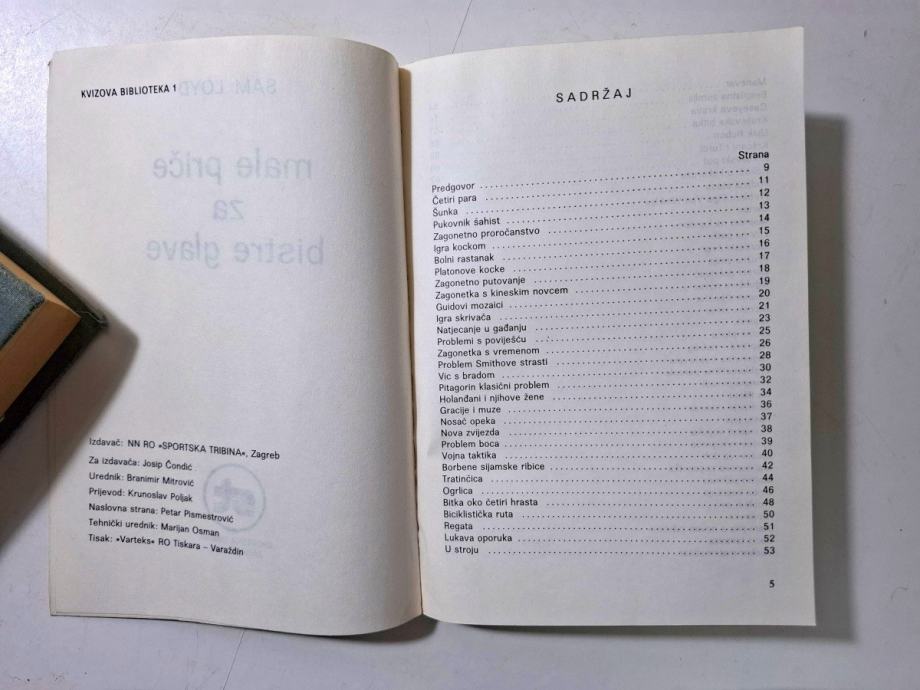 KVIZOVA BIBLIOTEKA 1
SAM LOYD
male priče
za
bistre glave
Izdavač: NN RO »SPORTSKA TRIBINA«, Zagreb
Za izdavača: Josip Čondić
Urednik: Branimir Mitrović
Prijevod: Krunoslav Poljak
Naslovna strana: Petar Pismestrović
Tehnički urednik: Marijan Osman
Tisak: »Varteks« RO Tiskara – Varaždin
SADRŽAJ
Strana
Predgovor 9
Četiri para 11
Šunka 12
Pukovnik šahist 13
Zagonetno proročanstvo 14
Igra kockom 15
Bolni rastanak 16
Platonove kocke 17
Zagonetno putovanje 18
Zagonetka s kineskim novcem 19
Guidovi mozaici 20
Igra skrivača 21
Natjecanje u gađanju 23
Problemi s poviješću 25
Zagonetka s vremenom 26
Problem Smithove strasti 28
Vic s bradom 30
Pitagorin klasični problem 32
Holanđani i njihove žene 34
Gracije i muze 36
Nosač opeka 37
Nova zvijezda 38
Problem boca 39
Vojna taktika 40
Borbene sijamske ribice 42
Tratinčica 44
Ogrlica 46
Bitka oko četiri hrasta 48
Biciklistička ruta 50
Regata 51
Lukava oporuka 52
U stroju 53
5